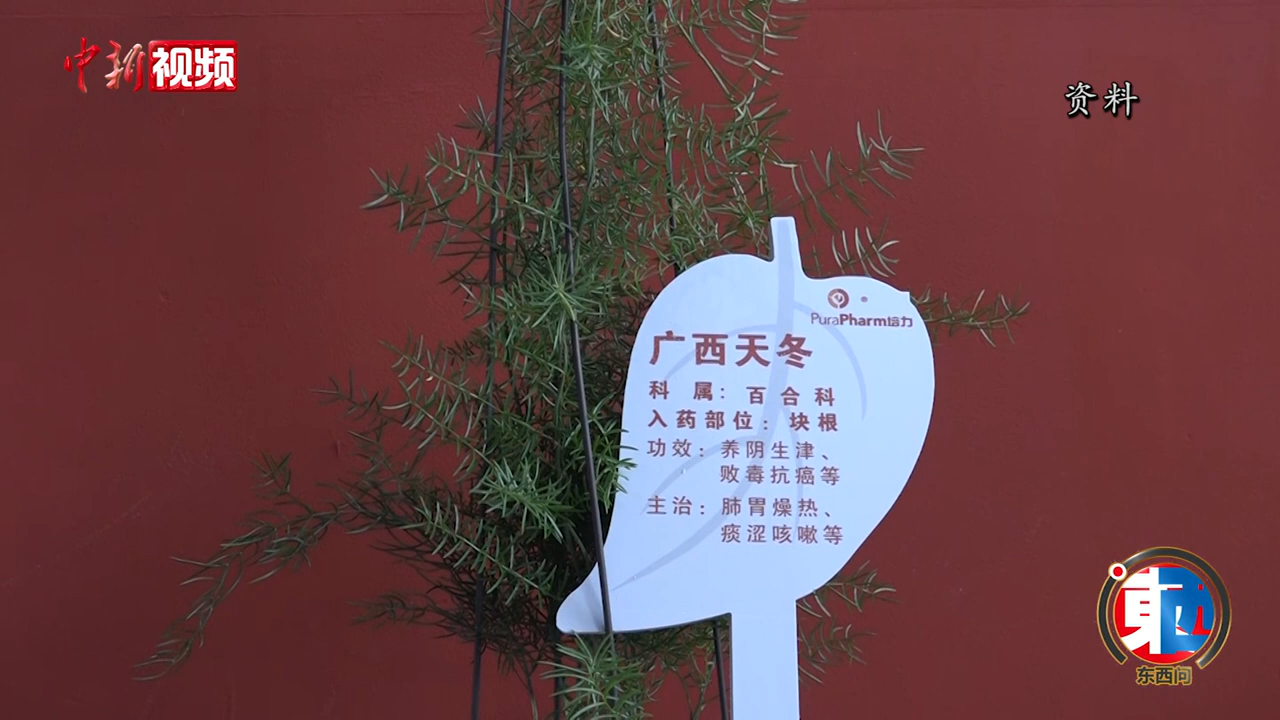 中新视频
资料
PuraPharm培力
广西天冬
科 属：百合科
入药部位：块根
功效：养阴生津、
败毒抗癌等
主治：肺胃燥热、
痰涩咳嗽等
东西问